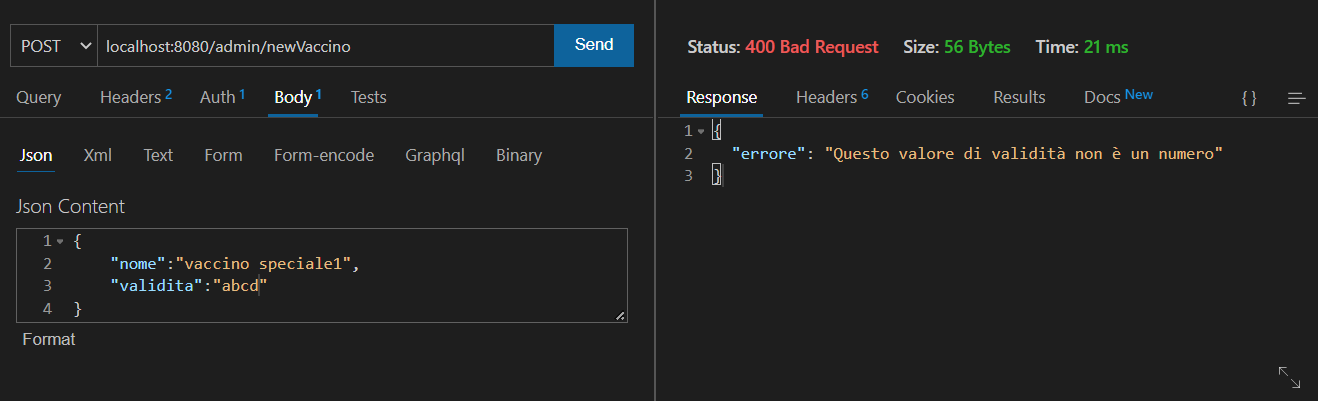 POST localhost:8080/admin/newVaccino Send
Query Headers 2 Auth 1 Body 1 Tests
Json Xml Text Form Form-encode Graphql Binary
Json Content
1 {
2 "nome":"vaccino speciale1",
3 "validita":"abcd"
4 }
Format
Status: 400 Bad Request Size: 56 Bytes Time: 21 ms
Response Headers 6 Cookies Results Docs New {}
1 {
2 "errore": "Questo valore di validità non è un numero"
3 }